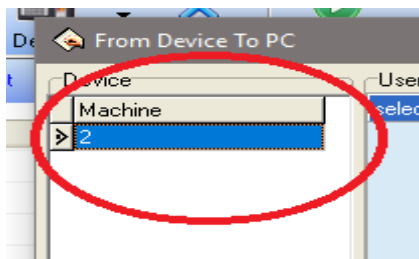 De
From Device To PC
t
Device
User
Machine
selec
2